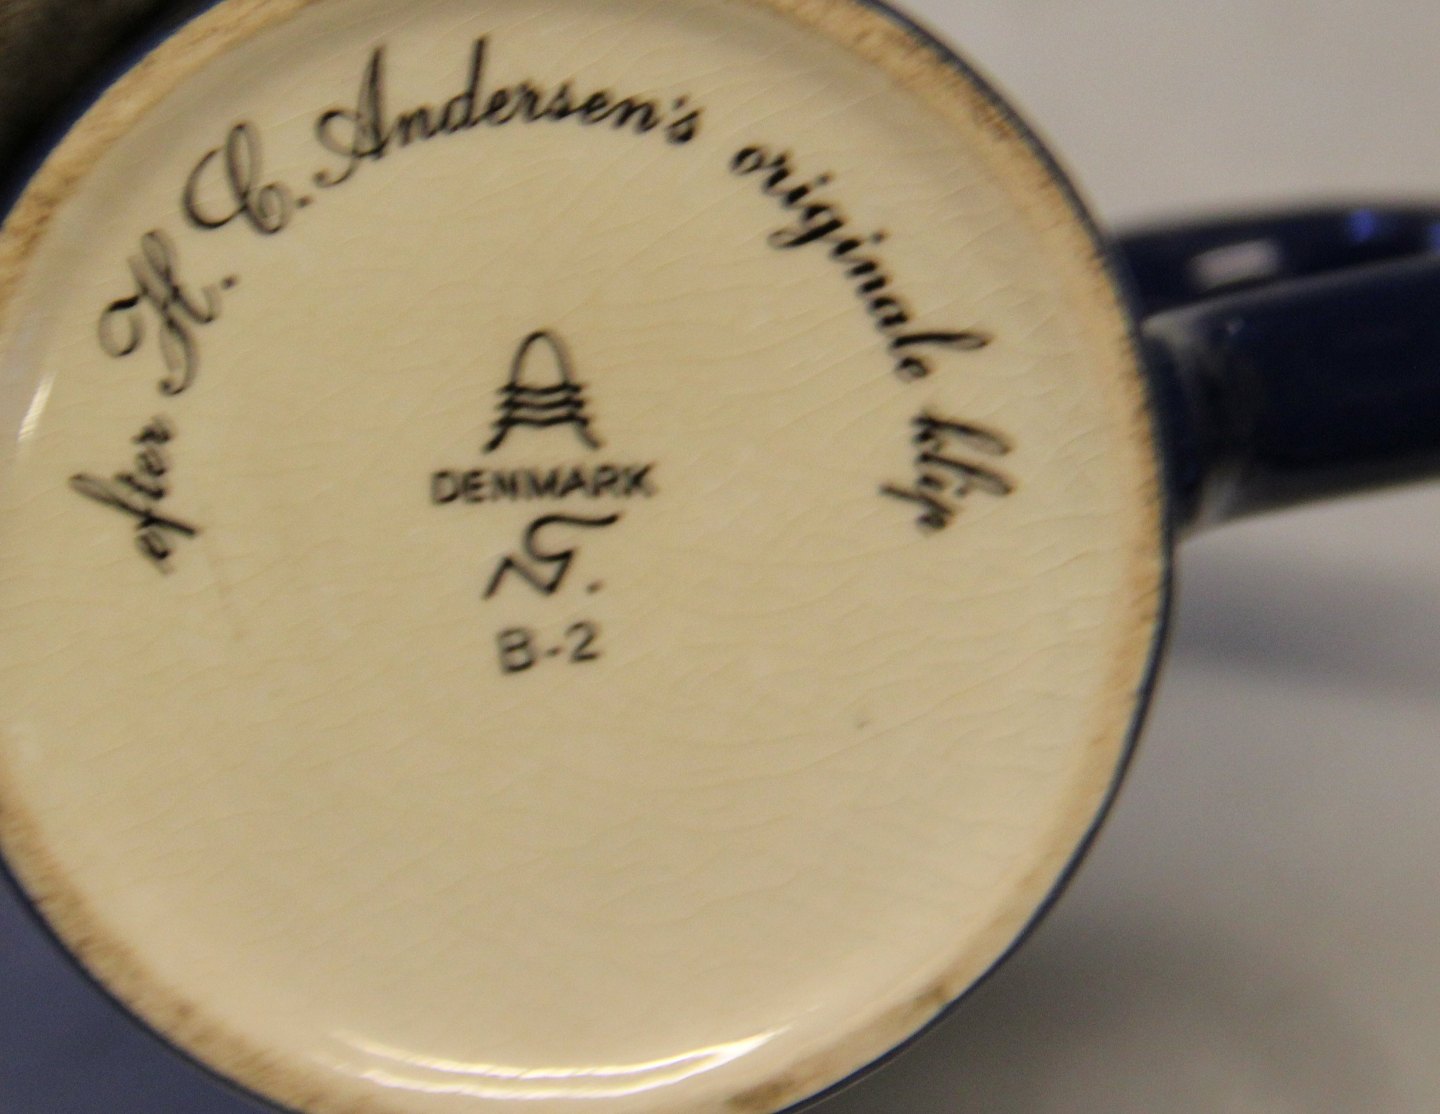 efter H. C. Andersen's originale klip
DENMARK
B-2